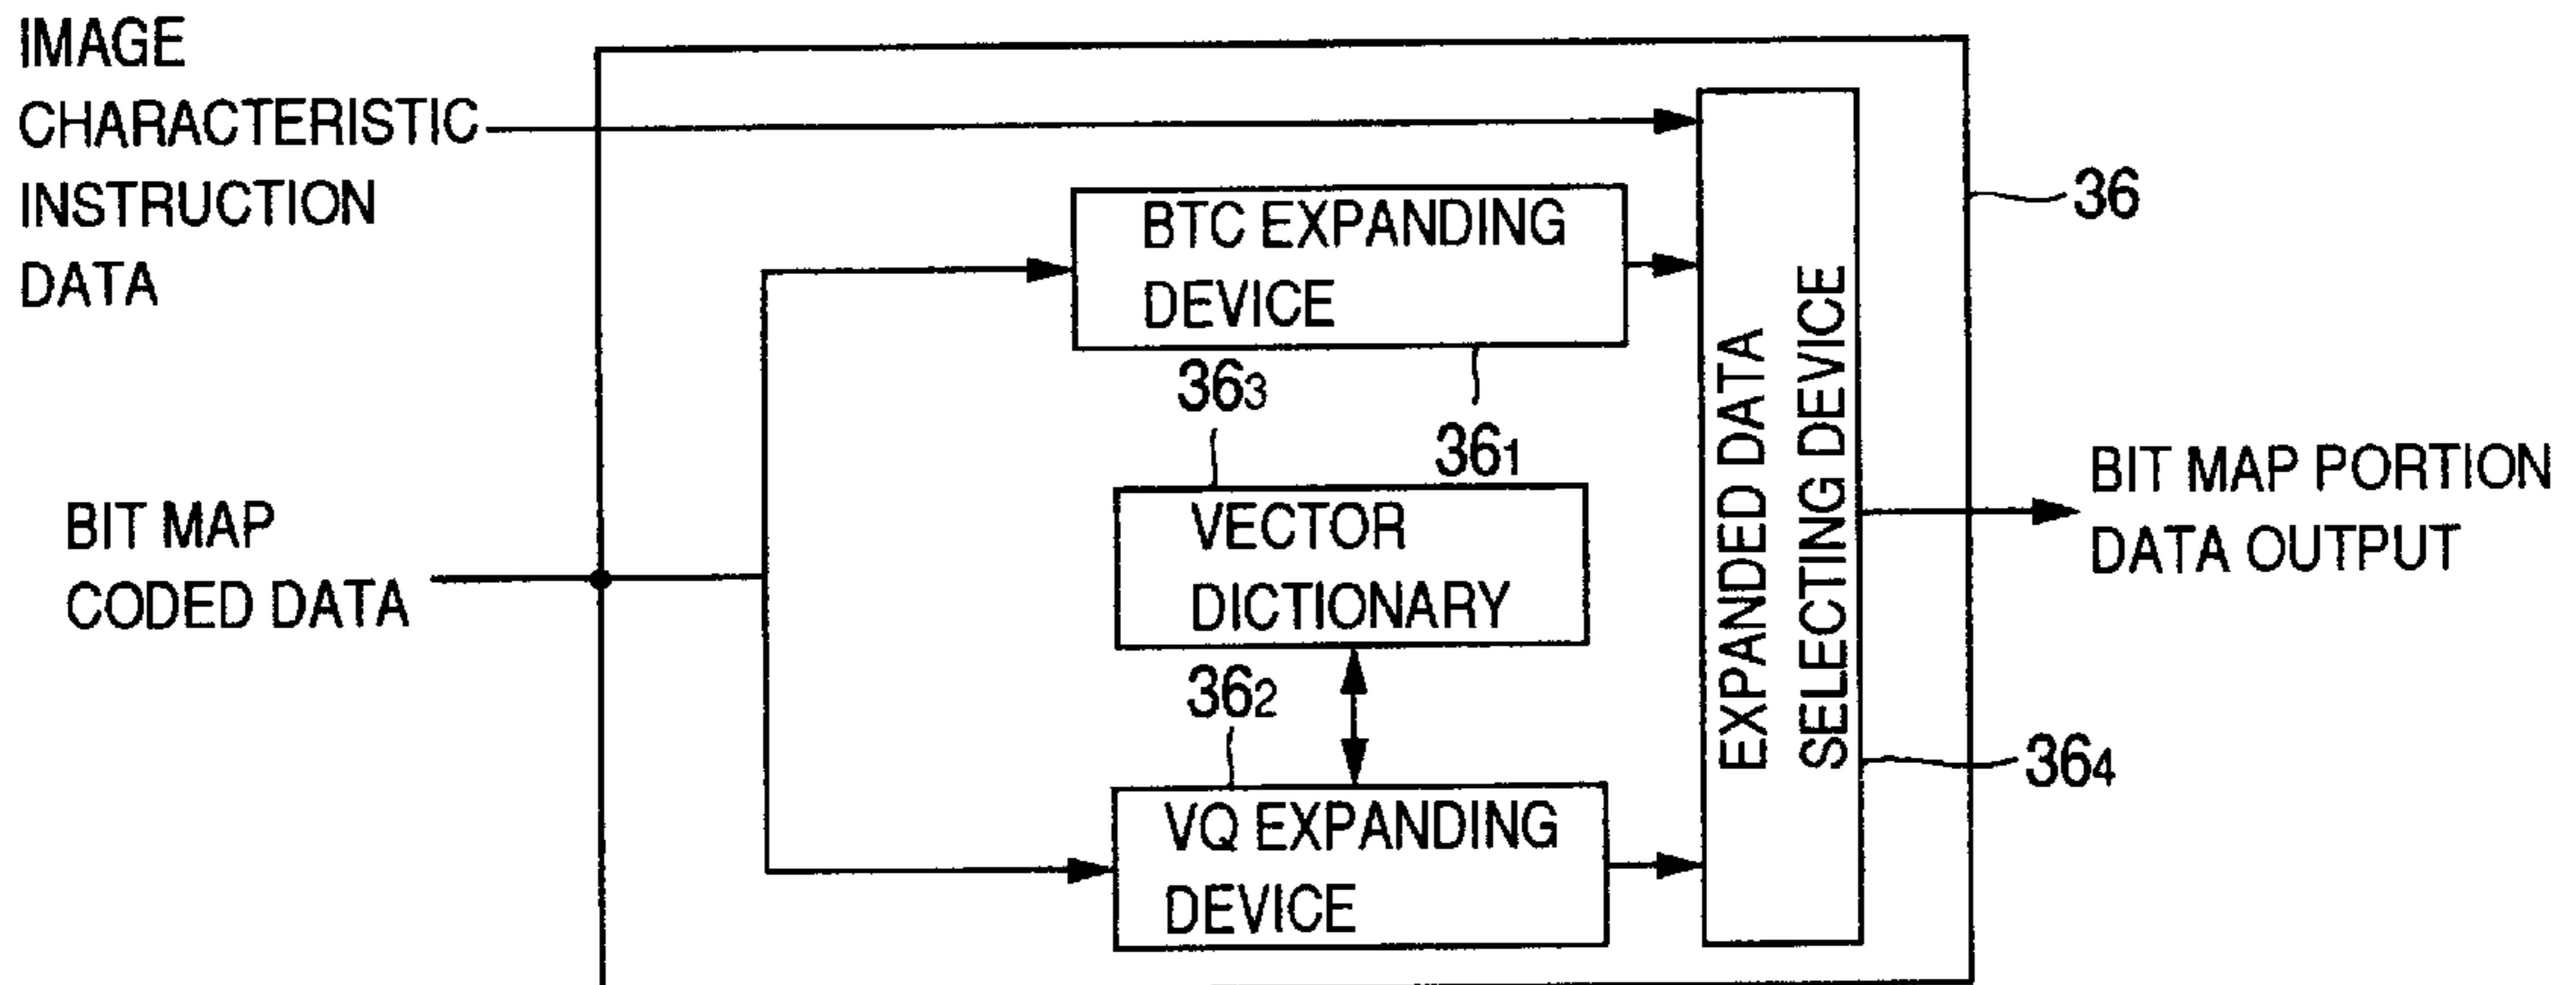 IMAGE
CHARACTERISTIC
INSTRUCTION
DATA
36
BTC EXPANDING
DEVICE
363
361
VECTOR
DICTIONARY
BIT MAP
CODED DATA
362
VQ EXPANDING
DEVICE
EXPANDED DATA
SELECTING DEVICE
364
BIT MAP PORTION
DATA OUTPUT